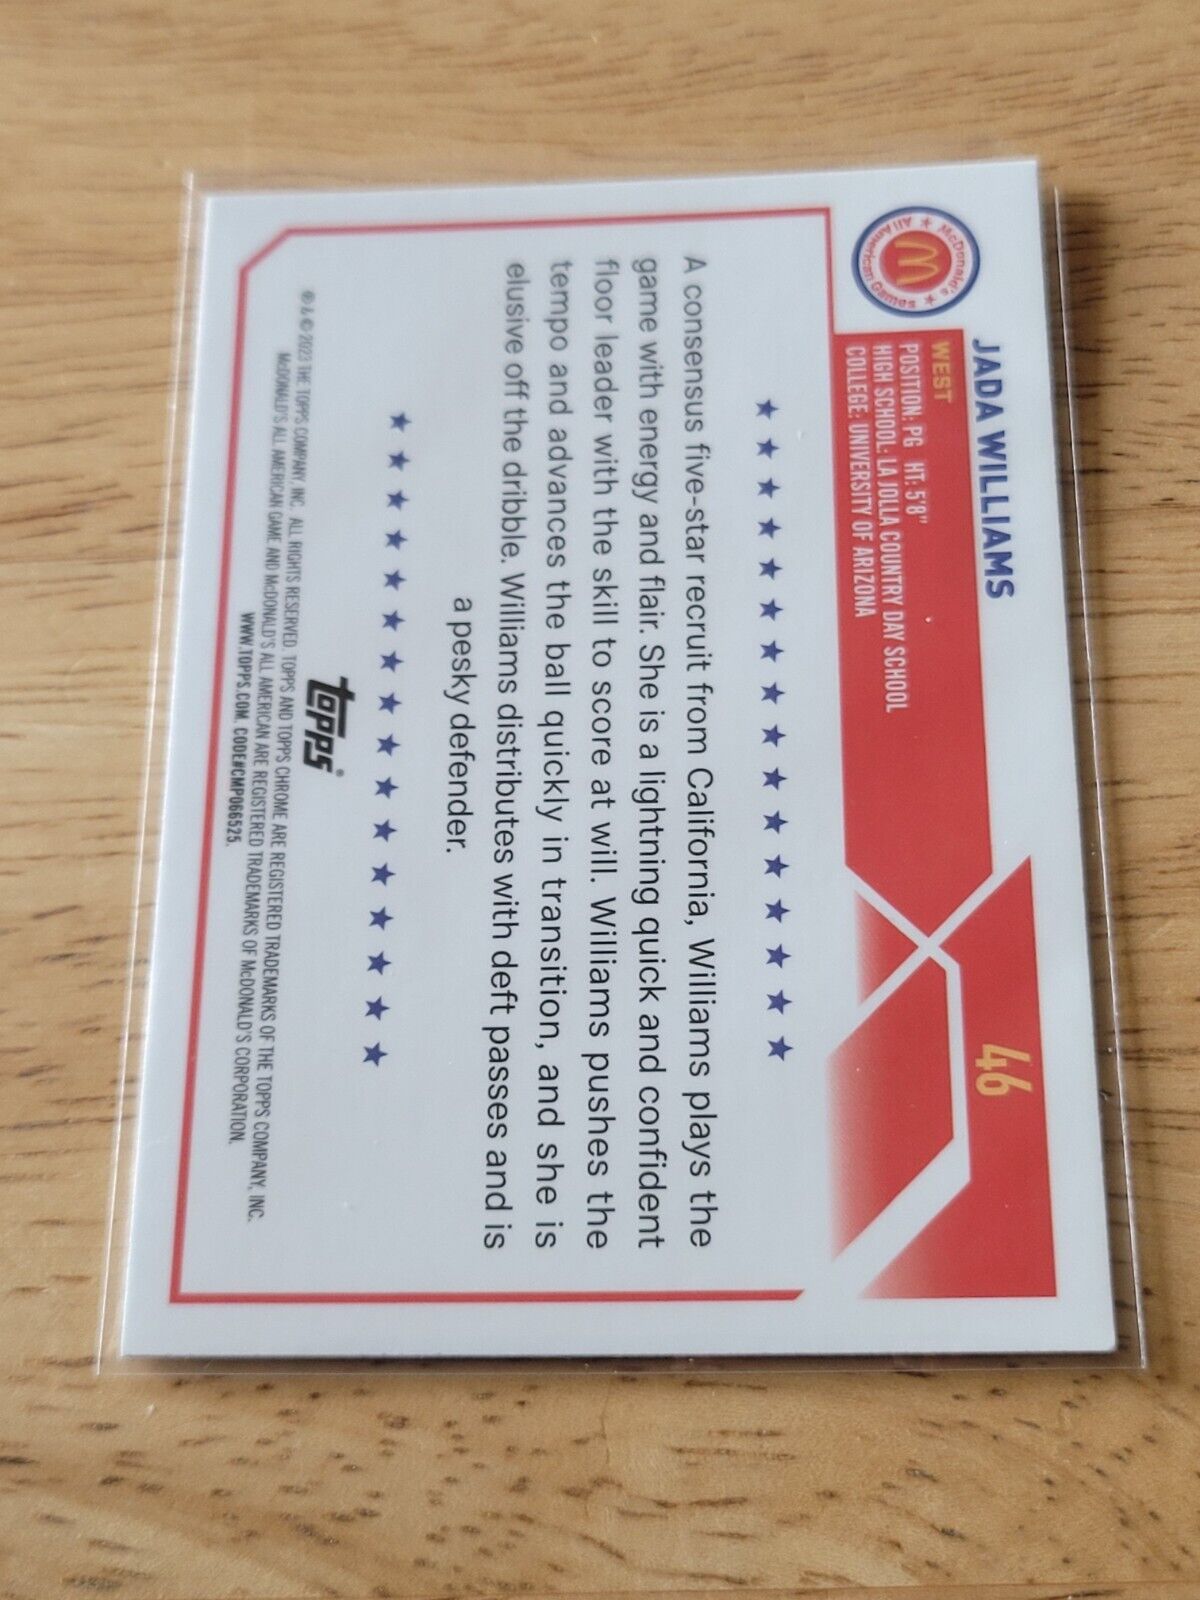 McDonald's
All American Games
JADA WILLIAMS
46
WEST
POSITION: PG HT: 5'8"
HIGH SCHOOL: LA JOLLA COUNTRY DAY SCHOOL
COLLEGE: UNIVERSITY OF ARIZONA
A consensus five-star recruit from California, Williams plays the
game with energy and flair. She is a lightning quick and confident
floor leader with the skill to score at will. Williams pushes the
tempo and advances the ball quickly in transition, and she is
elusive off the dribble. Williams distributes with deft passes and is
a pesky defender.
topps®
® & © 2023 THE TOPPS COMPANY, INC. ALL RIGHTS RESERVED. TOPPS AND TOPPS CHROME ARE REGISTERED TRADEMARKS OF THE TOPPS COMPANY, INC.
McDONALD'S ALL AMERICAN GAME AND McDONALD'S ALL AMERICAN ARE REGISTERED TRADEMARKS OF McDONALD'S CORPORATION.
WWW.TOPPS.COM. CODE#CMP066525.